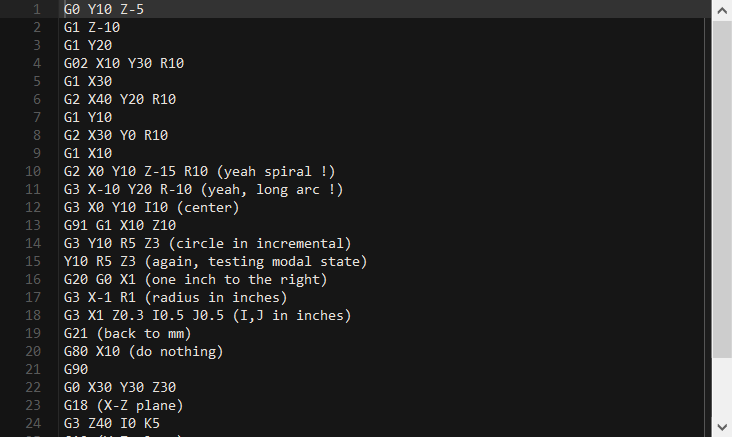 1 G0 Y10 Z-5
2 G1 Z-10
3 G1 Y20
4 G02 X10 Y30 R10
5 G1 X30
6 G2 X40 Y20 R10
7 G1 Y10
8 G2 X30 Y0 R10
9 G1 X10
10 G2 X0 Y10 Z-15 R10 (yeah spiral !)
11 G3 X-10 Y20 R-10 (yeah, long arc !)
12 G3 X0 Y10 I10 (center)
13 G91 G1 X10 Z10
14 G3 Y10 R5 Z3 (circle in incremental)
15 Y10 R5 Z3 (again, testing modal state)
16 G20 G0 X1 (one inch to the right)
17 G3 X-1 R1 (radius in inches)
18 G3 X1 Z0.3 I0.5 J0.5 (I,J in inches)
19 G21 (back to mm)
20 G80 X10 (do nothing)
21 G90
22 G0 X30 Y30 Z30
23 G18 (X-Z plane)
24 G3 Z40 I0 K5